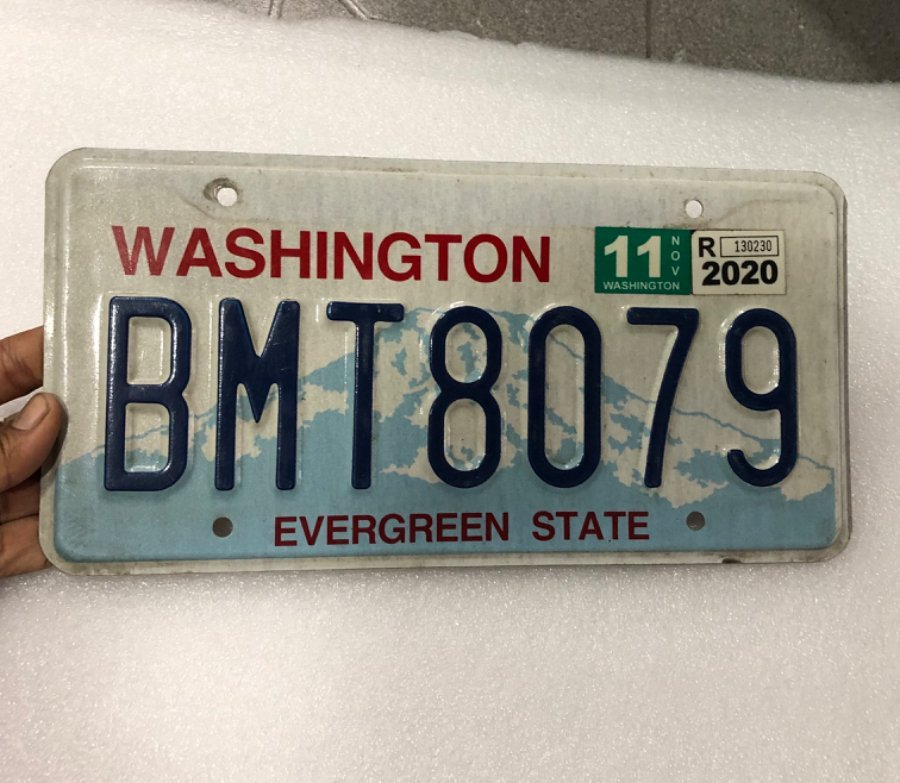 WASHINGTON
11 NOV WASHINGTON
R 130230 2020
BMT8079
EVERGREEN STATE